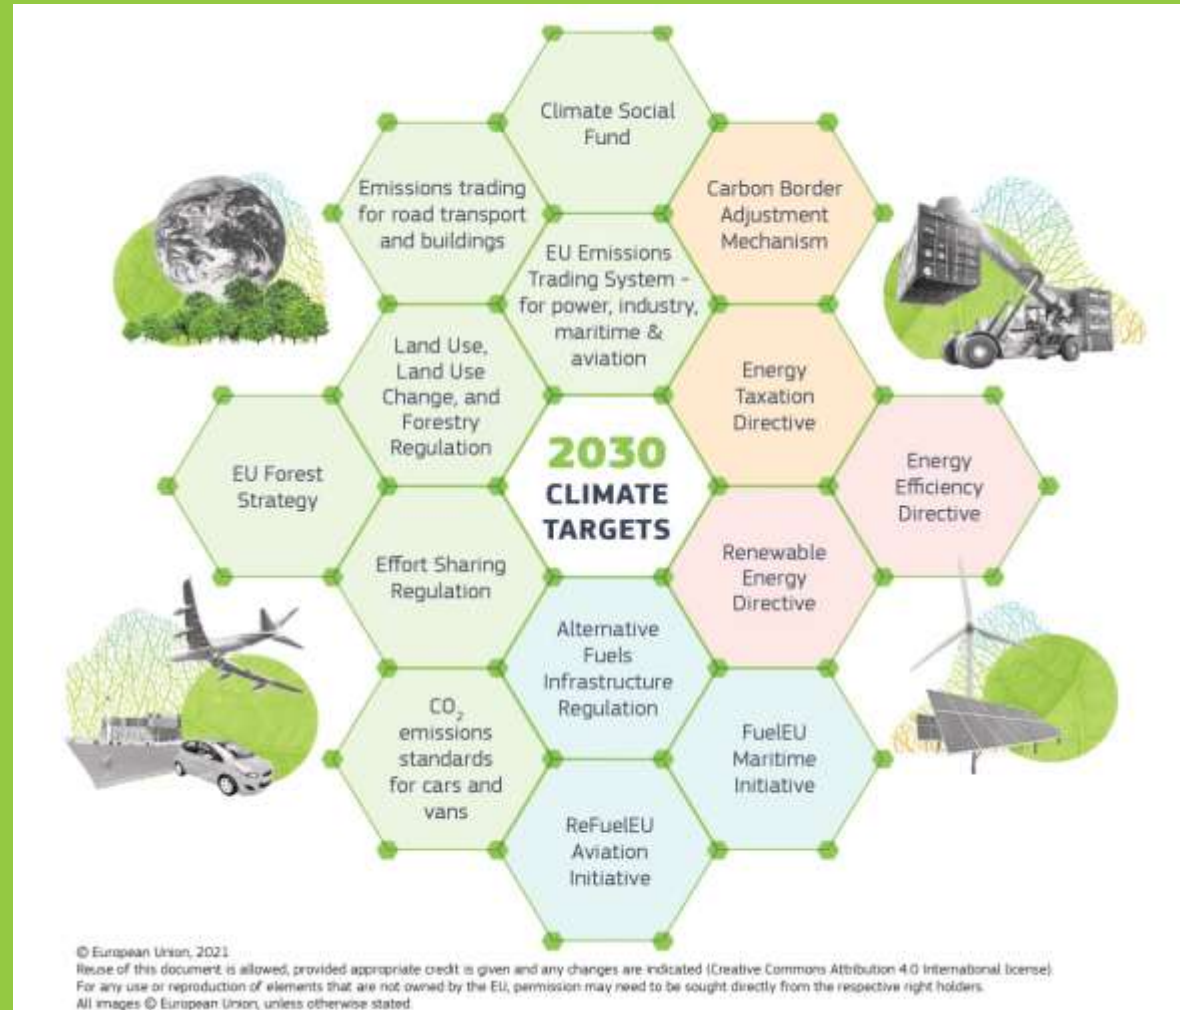 Climate Social
Fund
Emissions trading
for road transport
and buildings
Carbon Border
Adjustment
Mechanism
EU Emissions
Trading System –
for power, industry,
maritime &
aviation
Land Use,
Land Use
Change, and
Forestry
Regulation
Energy
Taxation
Directive
EU Forest
Strategy
2030
CLIMATE
TARGETS
Energy
Efficiency
Directive
Effort Sharing
Regulation
Renewable
Energy
Directive
Alternative
Fuels
Infrastructure
Regulation
CO₂
emissions
standards
for cars and
vans
FuelEU
Maritime
Initiative
ReFuelEU
Aviation
Initiative
© European Union, 2021
Reuse of this document is allowed, provided appropriate credit is given and any changes are indicated (Creative Commons Attribution 4.0 International license)
For any use or reproduction of elements that are not owned by the EU, permission may need to be sought directly from the respective right holders.
All images © European Union, unless otherwise stated